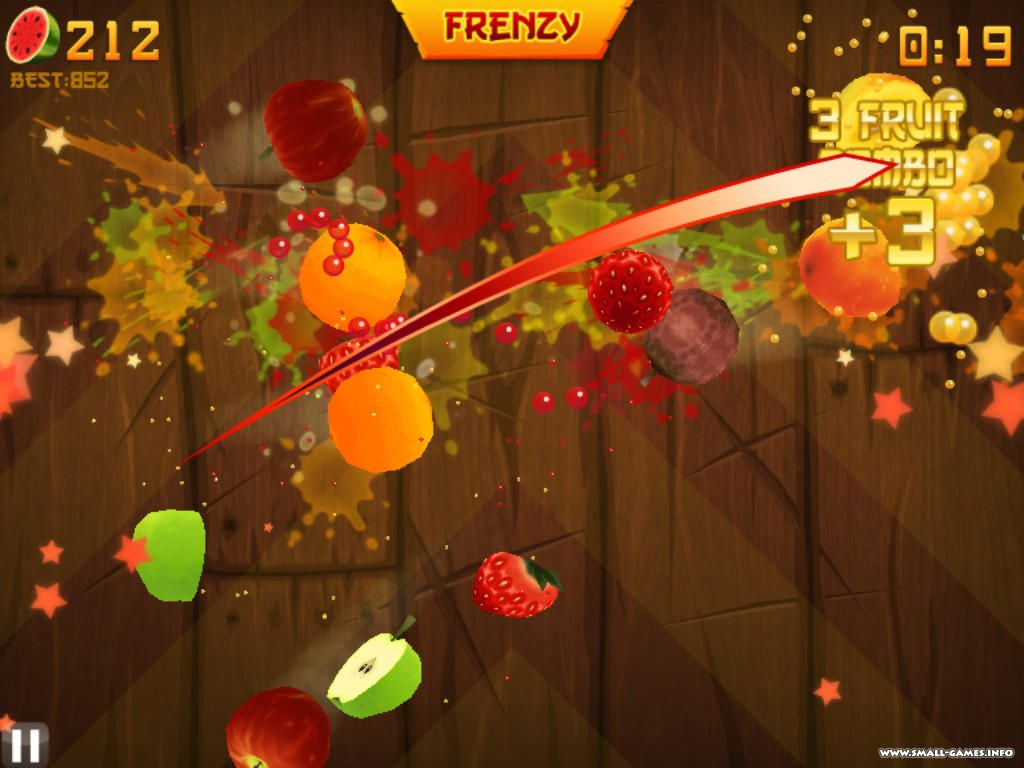 212
BEST:852
FRENZY
0:19
3 FRUIT
COMBO
+3
WWW.SMALL-GAMES.INFO